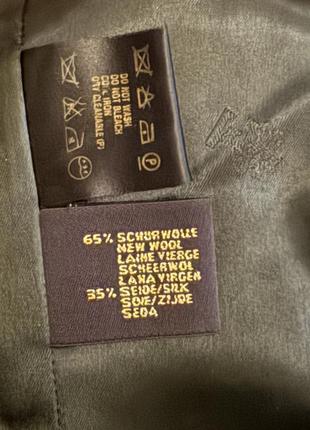 DO NOT WASH
DO NOT BLEACH
COOL IRON
DRY CLEANABLE (P)
P
65% SCHURWOLLE
NEW WOOL
LAINE VIERGE
SCHEERWOL
LANA VIRGEN
35% SEIDE/SILK
SOIE/ZIJDE
SEDA